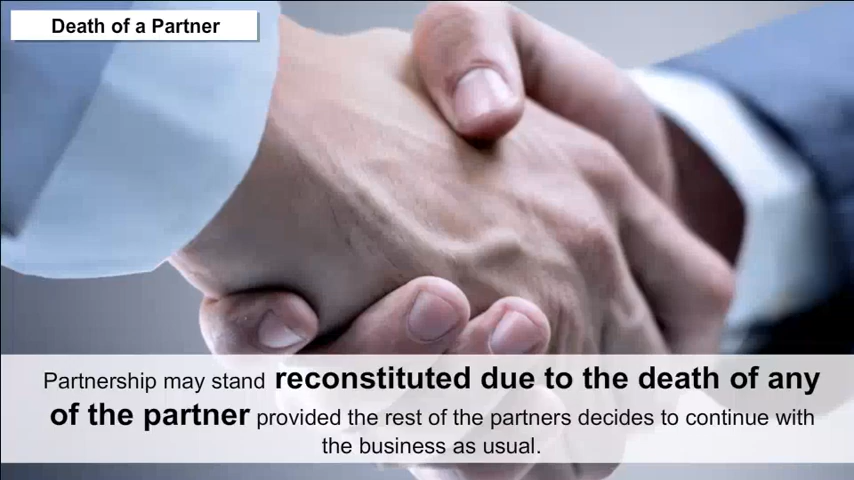 Death of a Partner
Partnership may stand reconstituted due to the death of any
of the partner provided the rest of the partners decides to continue with
the business as usual.